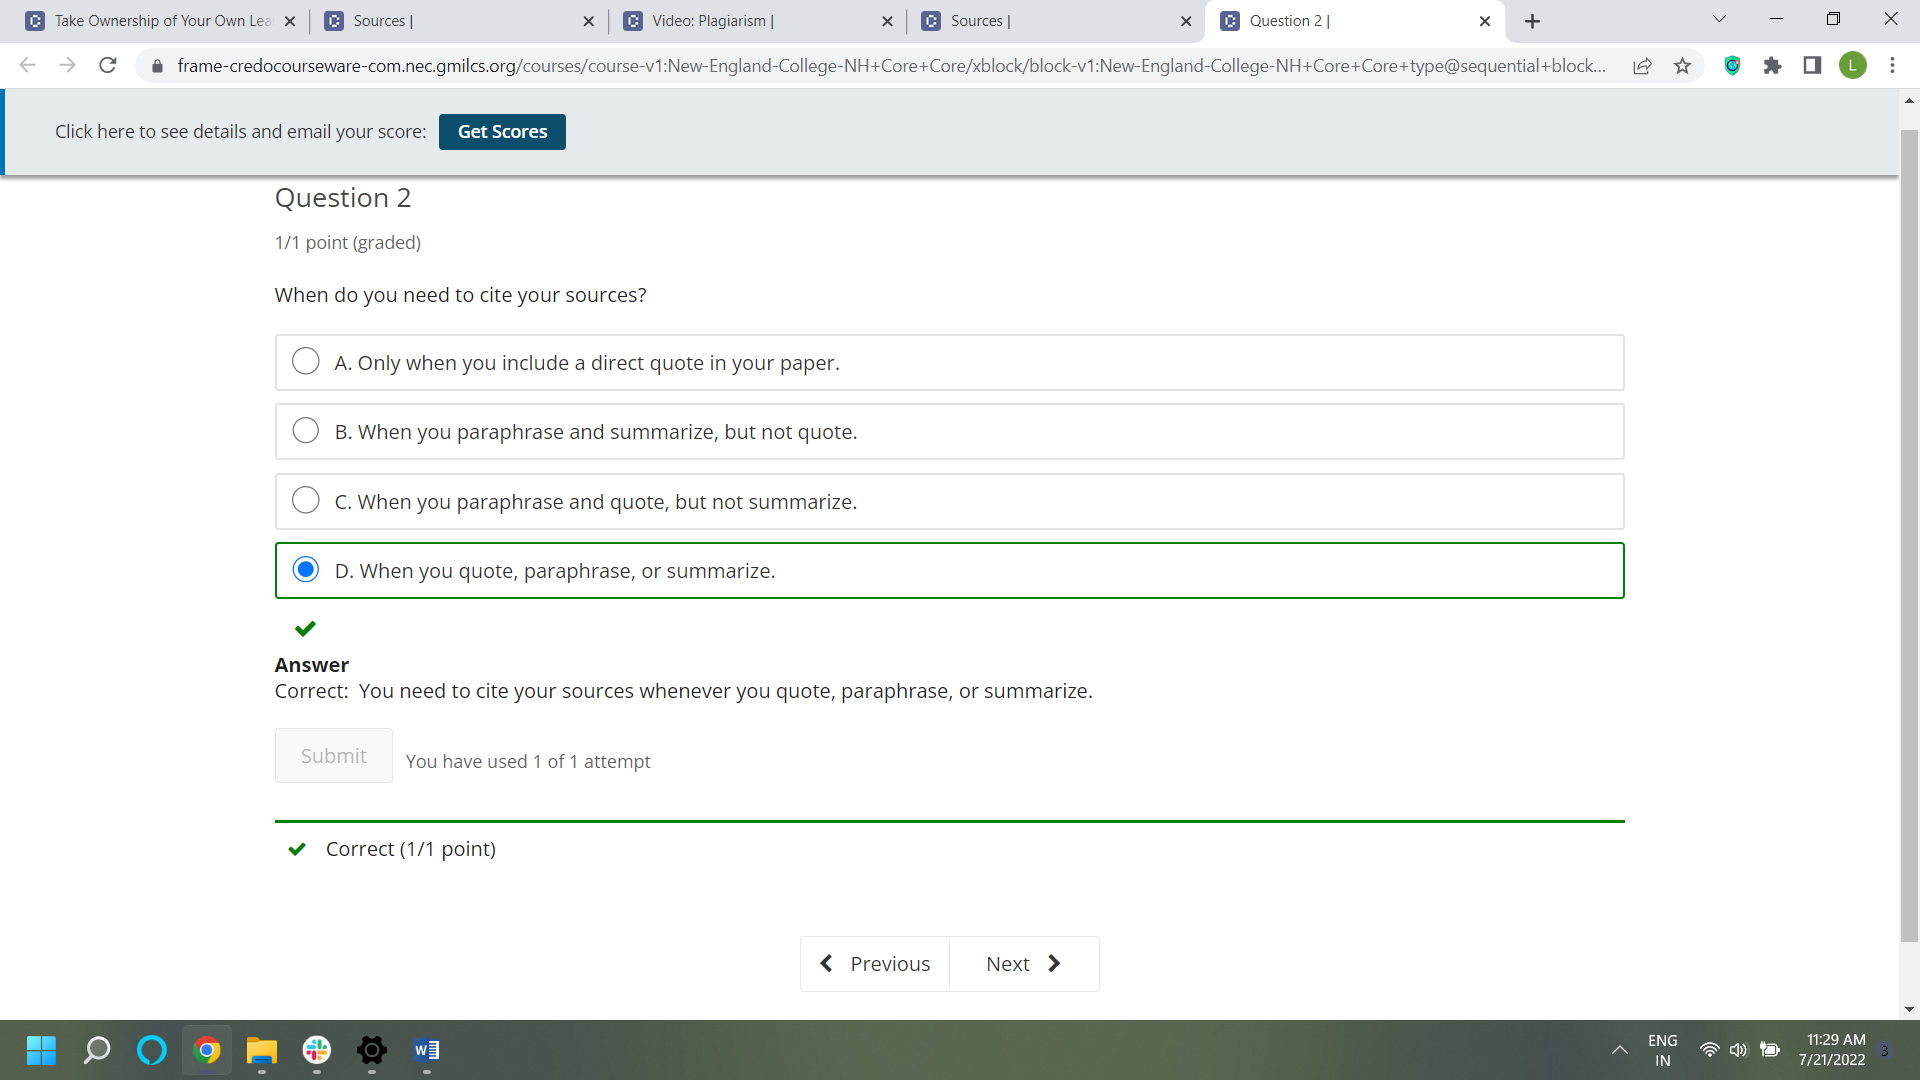 Take Ownership of Your Own Lea
Sources |
Video: Plagiarism |
Sources |
Question 2 |
frame-credocourseware-com.nec.gmilcs.org/courses/course-v1:New-England-College-NH+Core+Core/xblock/block-v1:New-England-College-NH+Core+Core+type@sequential+block...
L
Click here to see details and email your score:
Get Scores
Question 2
1/1 point (graded)
When do you need to cite your sources?
A. Only when you include a direct quote in your paper.
B. When you paraphrase and summarize, but not quote.
C. When you paraphrase and quote, but not summarize.
D. When you quote, paraphrase, or summarize.
Answer
Correct: You need to cite your sources whenever you quote, paraphrase, or summarize.
Submit
You have used 1 of 1 attempt
Correct (1/1 point)
Previous
Next
W
ENG
IN
11:29 AM
7/21/2022
3